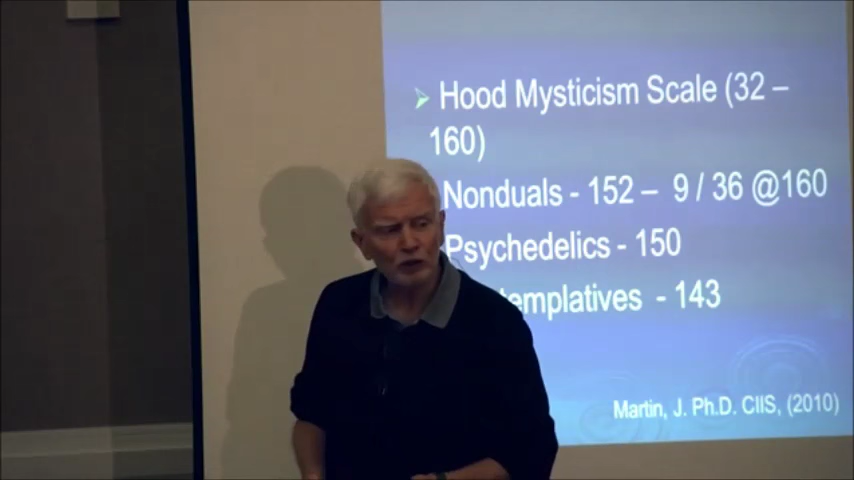 Hood Mysticism Scale (32 –
160)
Nonduals - 152 – 9 / 36 @160
Psychedelics - 150
templatives - 143
Martin, J. Ph.D. CIIS, (2010)